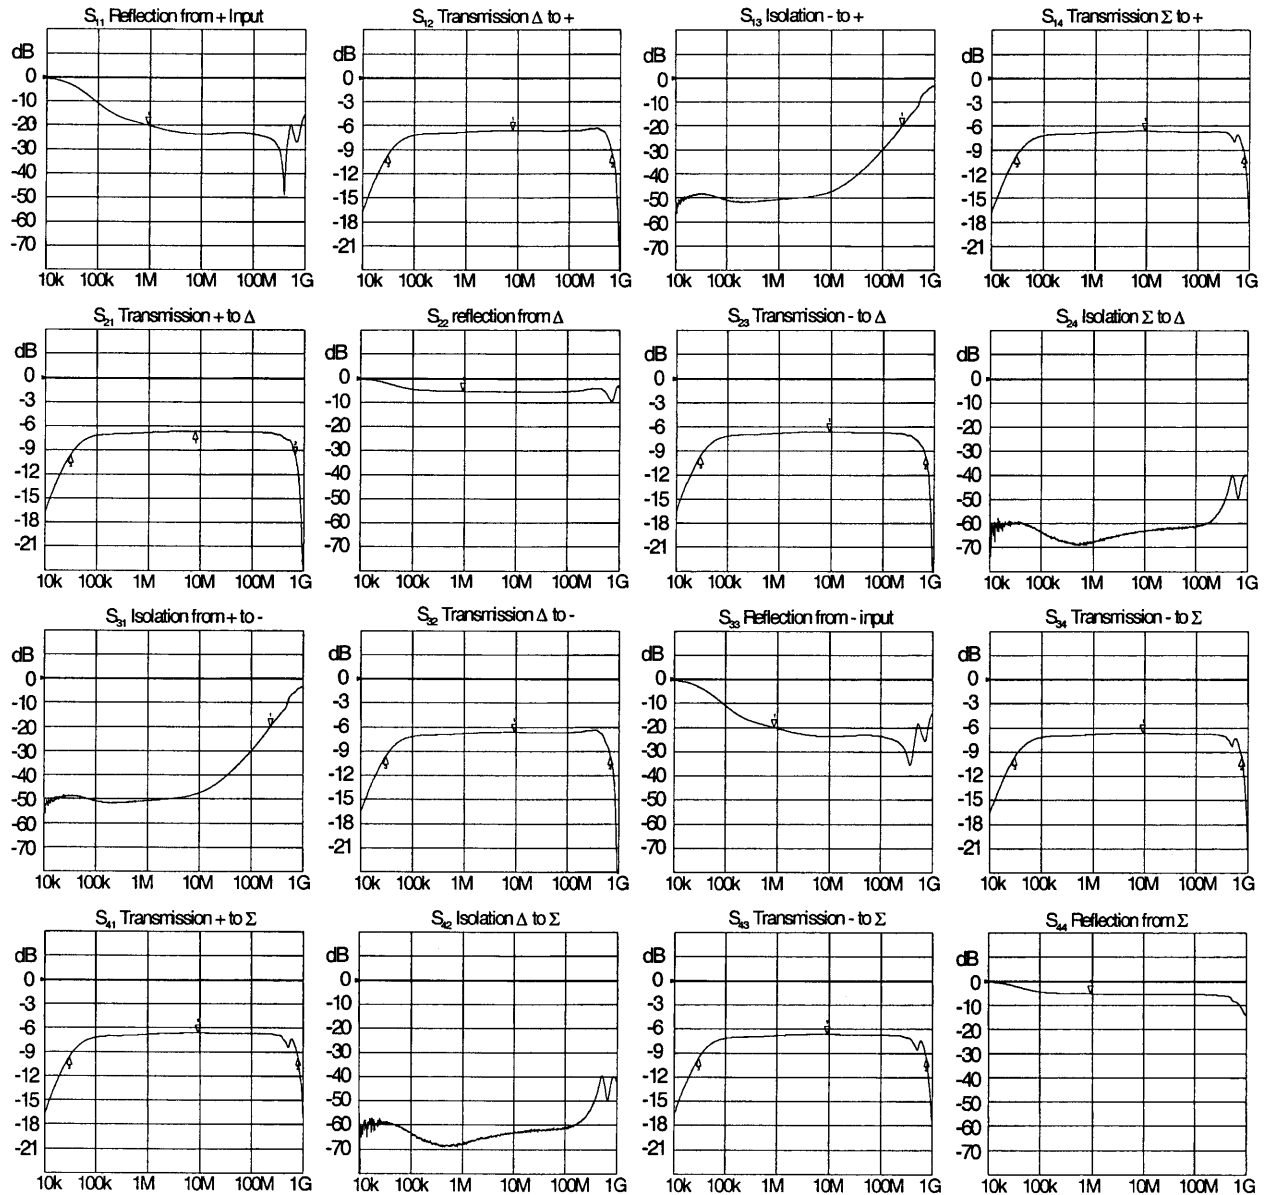 S11 Reflection from + Input
dB
0
-10
-20
-30
-40
-50
-60
-70
10k 100k 1M 10M 100M 1G
S12 Transmission Δ to +
dB
0
-3
-6
-9
-12
-15
-18
-21
10k 100k 1M 10M 100M 1G
S13 Isolation - to +
dB
0
-10
-20
-30
-40
-50
-60
-70
10k 100k 1M 10M 100M 1G
S14 Transmission Σ to +
dB
0
-3
-6
-9
-12
-15
-18
-21
10k 100k 1M 10M 100M 1G
S21 Transmission + to Δ
dB
0
-3
-6
-9
-12
-15
-18
-21
10k 100k 1M 10M 100M 1G
S22 reflection from Δ
dB
0
-10
-20
-30
-40
-50
-60
-70
10k 100k 1M 10M 100M 1G
S23 Transmission - to Δ
dB
0
-3
-6
-9
-12
-15
-18
-21
10k 100k 1M 10M 100M 1G
S24 Isolation Σ to Δ
dB
0
-10
-20
-30
-40
-50
-60
-70
10k 100k 1M 10M 100M 1G
S31 Isolation from + to -
dB
0
-10
-20
-30
-40
-50
-60
-70
10k 100k 1M 10M 100M 1G
S32 Transmission Δ to -
dB
0
-3
-6
-9
-12
-15
-18
-21
10k 100k 1M 10M 100M 1G
S33 Reflection from - input
dB
0
-10
-20
-30
-40
-50
-60
-70
10k 100k 1M 10M 100M 1G
S34 Transmission - to Σ
dB
0
-3
-6
-9
-12
-15
-18
-21
10k 100k 1M 10M 100M 1G
S41 Transmission + to Σ
dB
0
-3
-6
-9
-12
-15
-18
-21
10k 100k 1M 10M 100M 1G
S42 Isolation Δ to Σ
dB
0
-10
-20
-30
-40
-50
-60
-70
10k 100k 1M 10M 100M 1G
S43 Transmission - to Σ
dB
0
-3
-6
-9
-12
-15
-18
-21
10k 100k 1M 10M 100M 1G
S44 Reflection from Σ
dB
0
-10
-20
-30
-40
-50
-60
-70
10k 100k 1M 10M 100M 1G